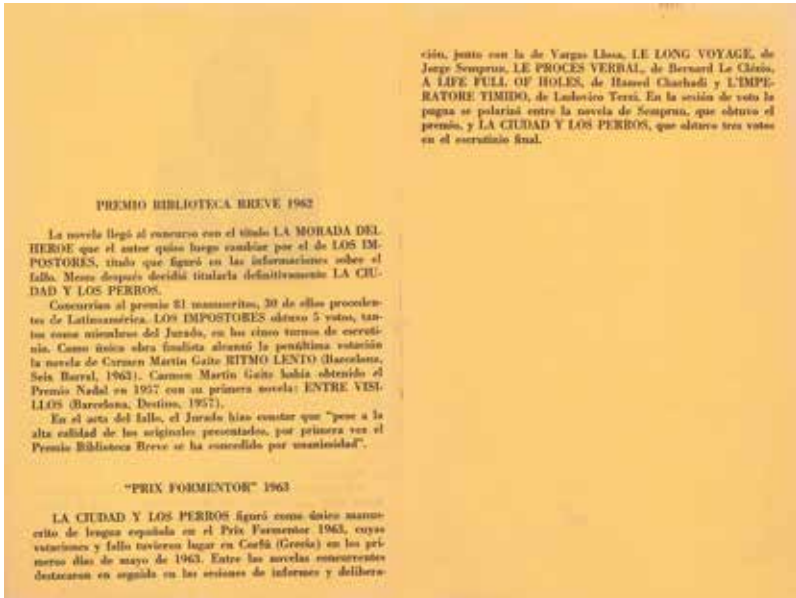 PREMIO BIBLIOTECA BREVE 1962
La novela llegó al concurso con el título LA MORADA DEL
HEROE que el autor quiso luego cambiar por el de LOS IM-
POSTORES, título que figuró en las informaciones sobre el
fallo. Meses después decidió titularla definitivamente LA CIU-
DAD Y LOS PERROS.
Concurrían al premio 81 manuscritos, 30 de ellos proceden-
tes de Latinoamérica. LOS IMPOSTORES obtuvo 5 votos, tan-
tos como miembros del Jurado, en los cinco turnos de escruti-
nio. Como única obra finalista alcanzó la penúltima votación
la novela de Carmen Martín Gaite RITMO LENTO (Barcelona,
Seix Barral, 1963). Carmen Martín Gaite había obtenido el
Premio Nadal en 1957 con su primera novela: ENTRE VISI-
LLOS (Barcelona, Destino, 1957).
En el acta del fallo, el Jurado hizo constar que "pese a la
alta calidad de los originales presentados, por primera vez el
Premio Biblioteca Breve se ha concedido por unanimidad".
"PRIX FORMENTOR" 1963
LA CIUDAD Y LOS PERROS figuró como único manus-
crito de lengua española en el Prix Formentor 1963, cuyas
votaciones y fallo tuvieron lugar en Corfú (Grecia) en los pri-
meros días de mayo de 1963. Entre las novelas concurrentes
destacaron en seguida en las sesiones de informes y delibera-
ción, junto con la de Vargas Llosa, LE LONG VOYAGE, de
Jorge Semprun, LE PROCES VERBAL, de Bernard Le Clézio,
A LIFE FULL OF HOLES, de Hamed Charhadi y L'IMPE-
RATORE TIMIDO, de Ludovico Terzi. En la sesión de voto la
pugna se polarizó entre la novela de Semprun, que obtuvo el
premio, y LA CIUDAD Y LOS PERROS, que obtuvo tres votos
en el escrutinio final.